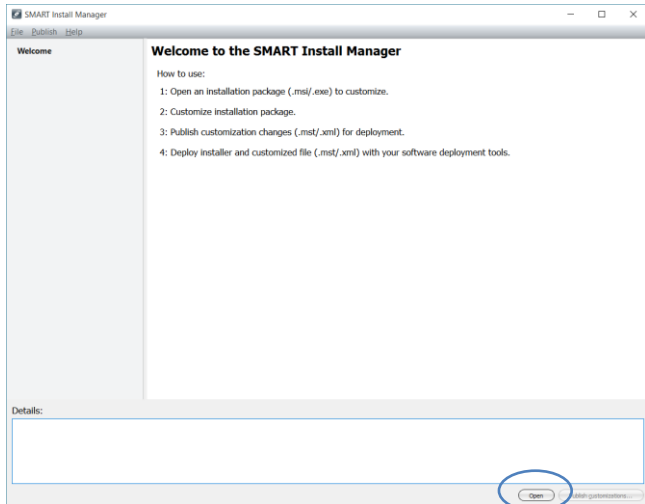 SMART Install Manager
File Publish Help
Welcome
Welcome to the SMART Install Manager
How to use:
1: Open an installation package (.msi/.exe) to customize.
2: Customize installation package.
3: Publish customization changes (.mst/.xml) for deployment.
4: Deploy installer and customized file (.mst/.xml) with your software deployment tools.
Details:
Open Publish customizations...